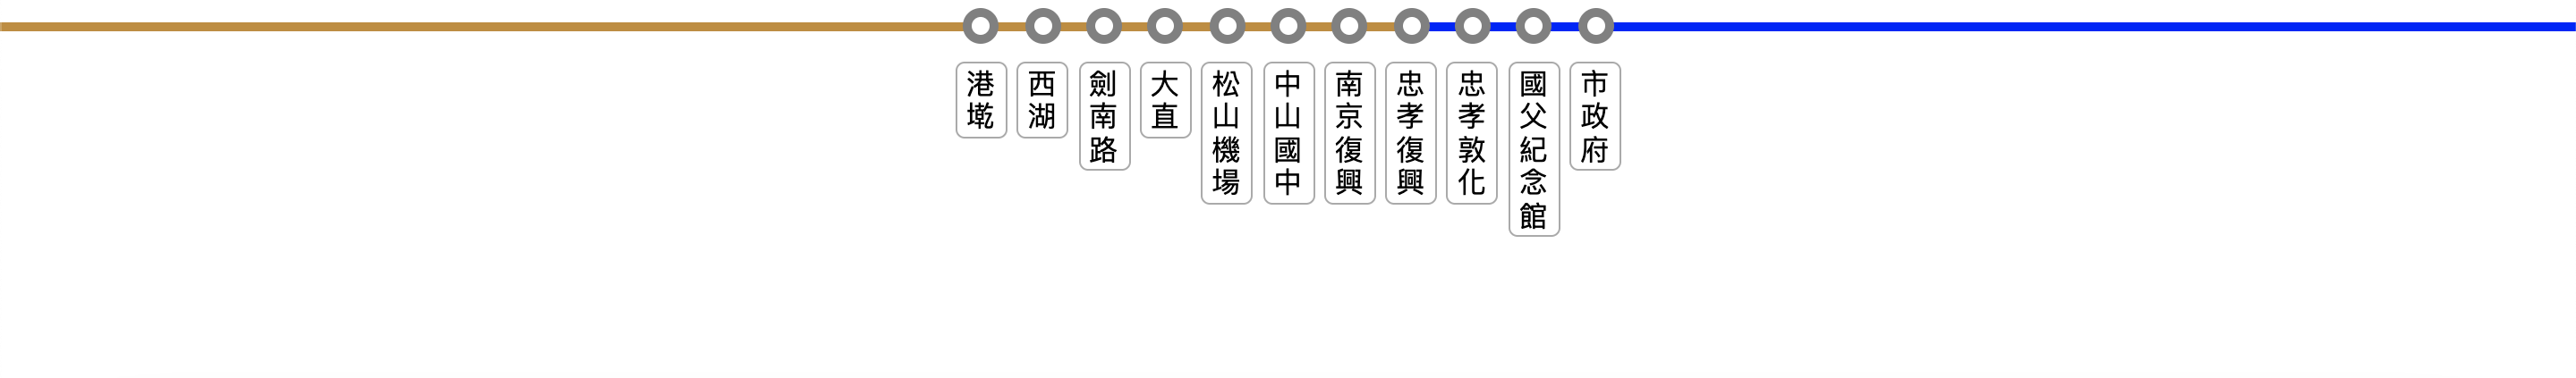 港墘
西湖
劍南路
大直
松山機場
中山國中
南京復興
忠孝復興
忠孝敦化
國父紀念館
市政府